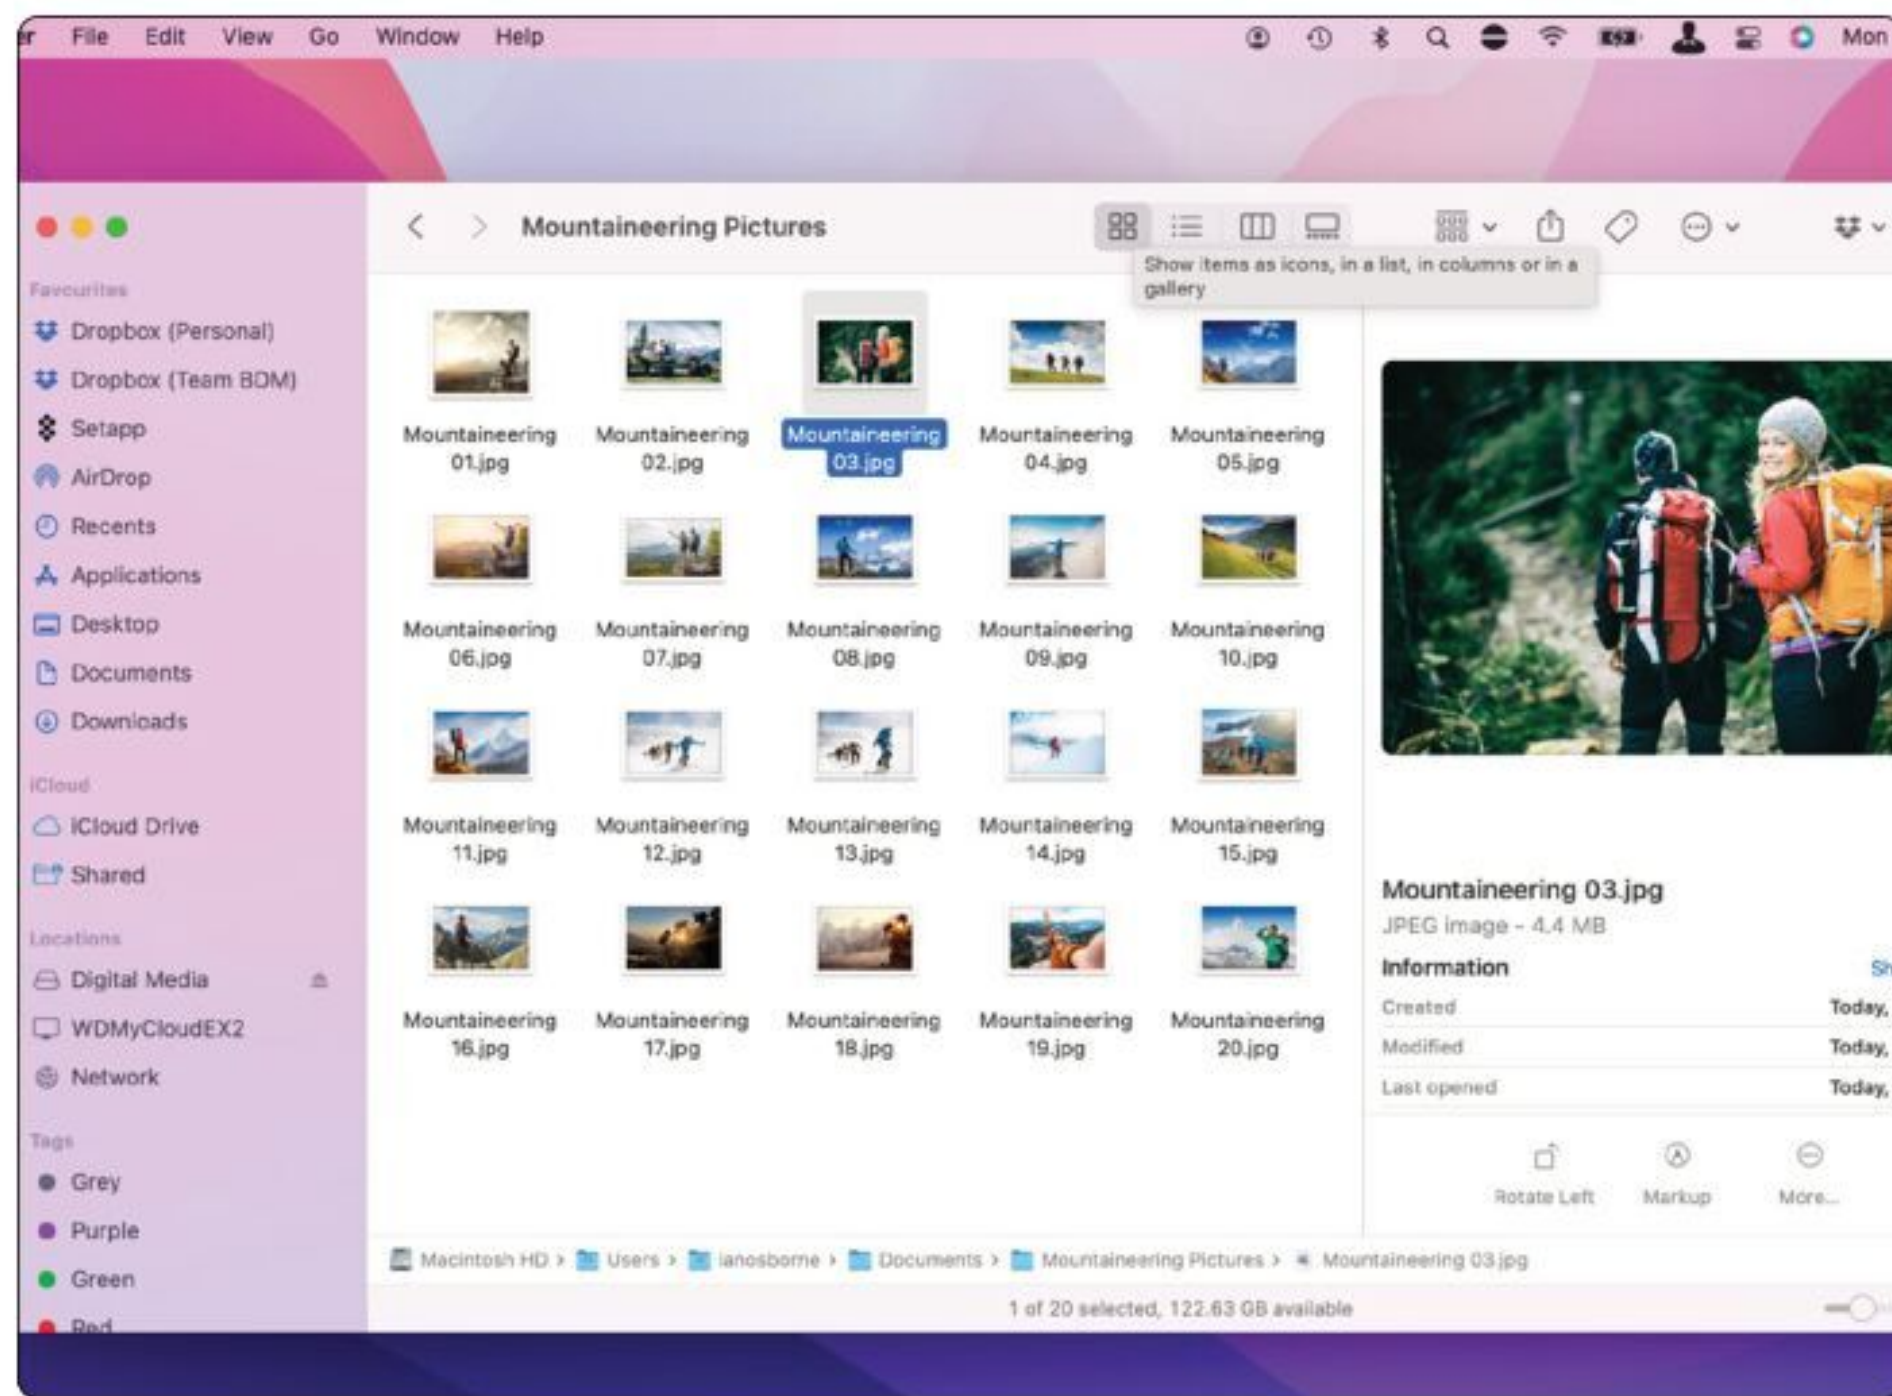 File Edit View Go Window Help Mon
Mountaineering Pictures
Show items as icons, in a list, in columns or in a
gallery
Favourites
Dropbox (Personal)
Dropbox (Team BDM)
Setapp
AirDrop
Recents
Applications
Desktop
Documents
Downloads
iCloud
iCloud Drive
Shared
Locations
Digital Media
WDMyCloudEX2
Network
Tags
Grey
Purple
Green
Red
Mountaineering Mountaineering Mountaineering Mountaineering Mountaineering
01.jpg 02.jpg 03.jpg 04.jpg 05.jpg
Mountaineering Mountaineering Mountaineering Mountaineering Mountaineering
06.jpg 07.jpg 08.jpg 09.jpg 10.jpg
Mountaineering Mountaineering Mountaineering Mountaineering Mountaineering
11.jpg 12.jpg 13.jpg 14.jpg 15.jpg
Mountaineering Mountaineering Mountaineering Mountaineering Mountaineering
16.jpg 17.jpg 18.jpg 19.jpg 20.jpg
Mountaineering 03.jpg
JPEG image - 4.4 MB
Information Sh
Created Today,
Modified Today,
Last opened Today,
Rotate Left Markup More...
Macintosh HD › Users › ianosborne › Documents › Mountaineering Pictures › Mountaineering 03.jpg
1 of 20 selected, 122.63 GB available